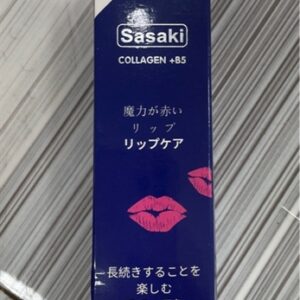 Sasaki
COLLAGEN +B5
魔力が赤い
リップ
リップケア
長続きすることを
楽しむ